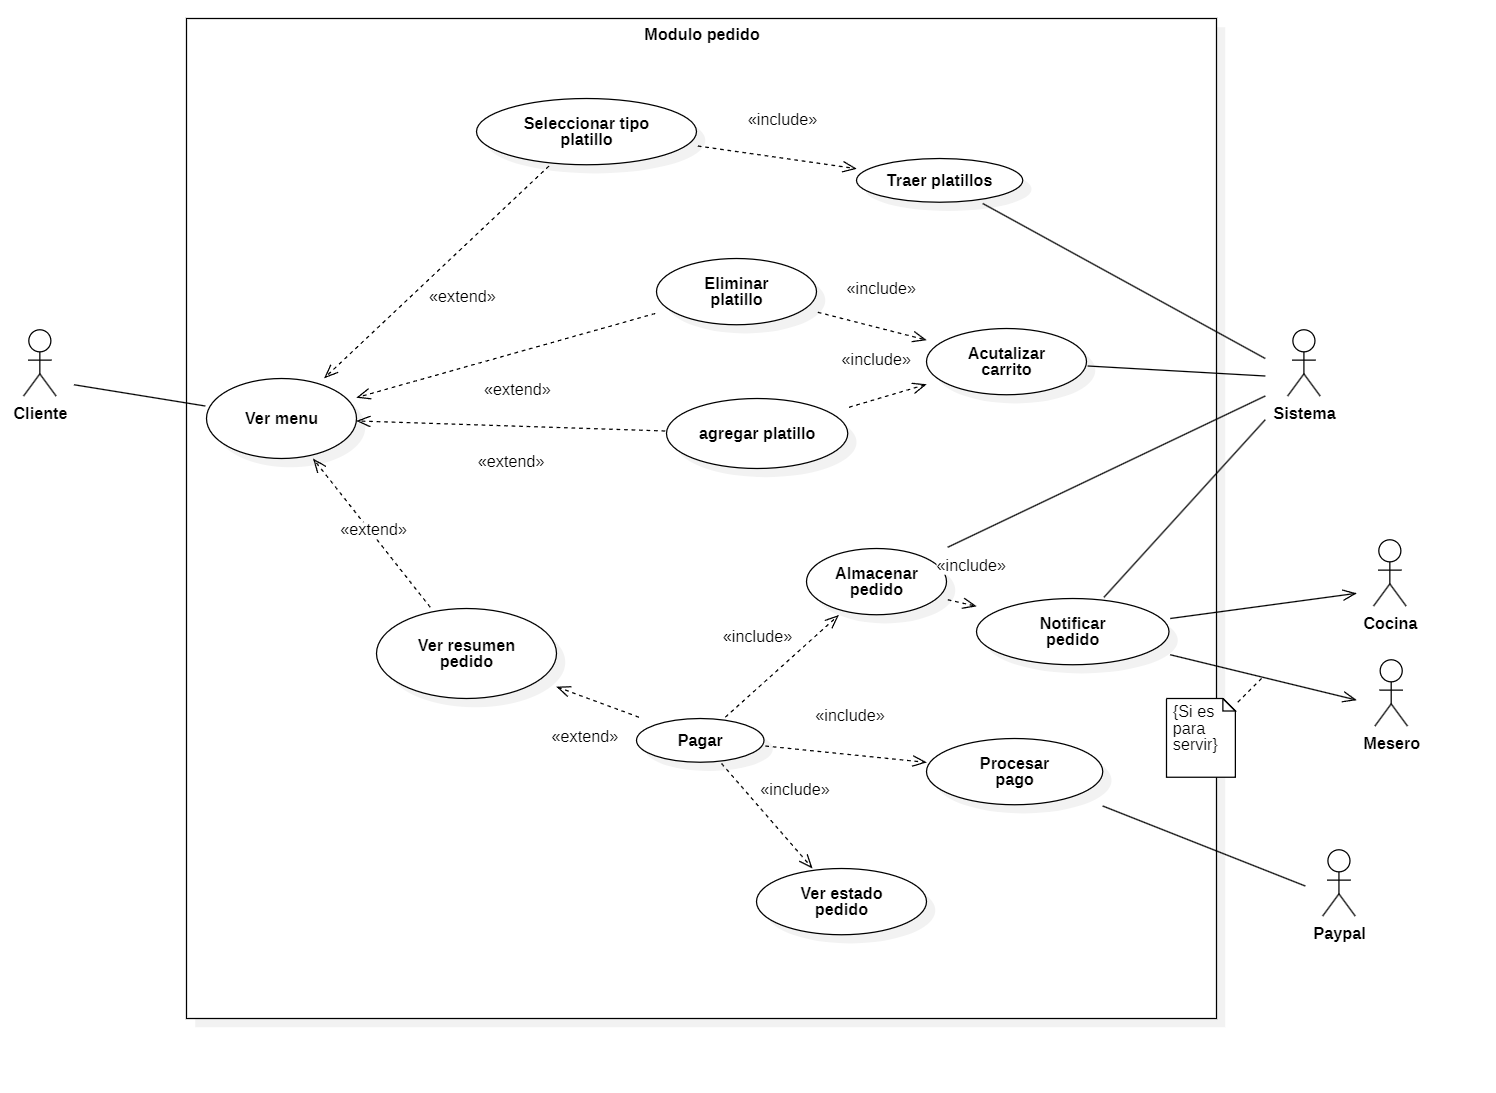 Modulo pedido
Seleccionar tipo
platillo
«include»
Traer platillos
«extend»
Eliminar
platillo
«include»
«include»
Acutalizar
carrito
«extend»
agregar platillo
«extend»
Cliente
Ver menu
Sistema
«extend»
Almacenar
pedido
«include»
Notificar
pedido
Cocina
Ver resumen
pedido
«include»
«extend»
Pagar
«include»
{Si es
para
servir}
Mesero
Procesar
pago
«include»
Ver estado
pedido
Paypal